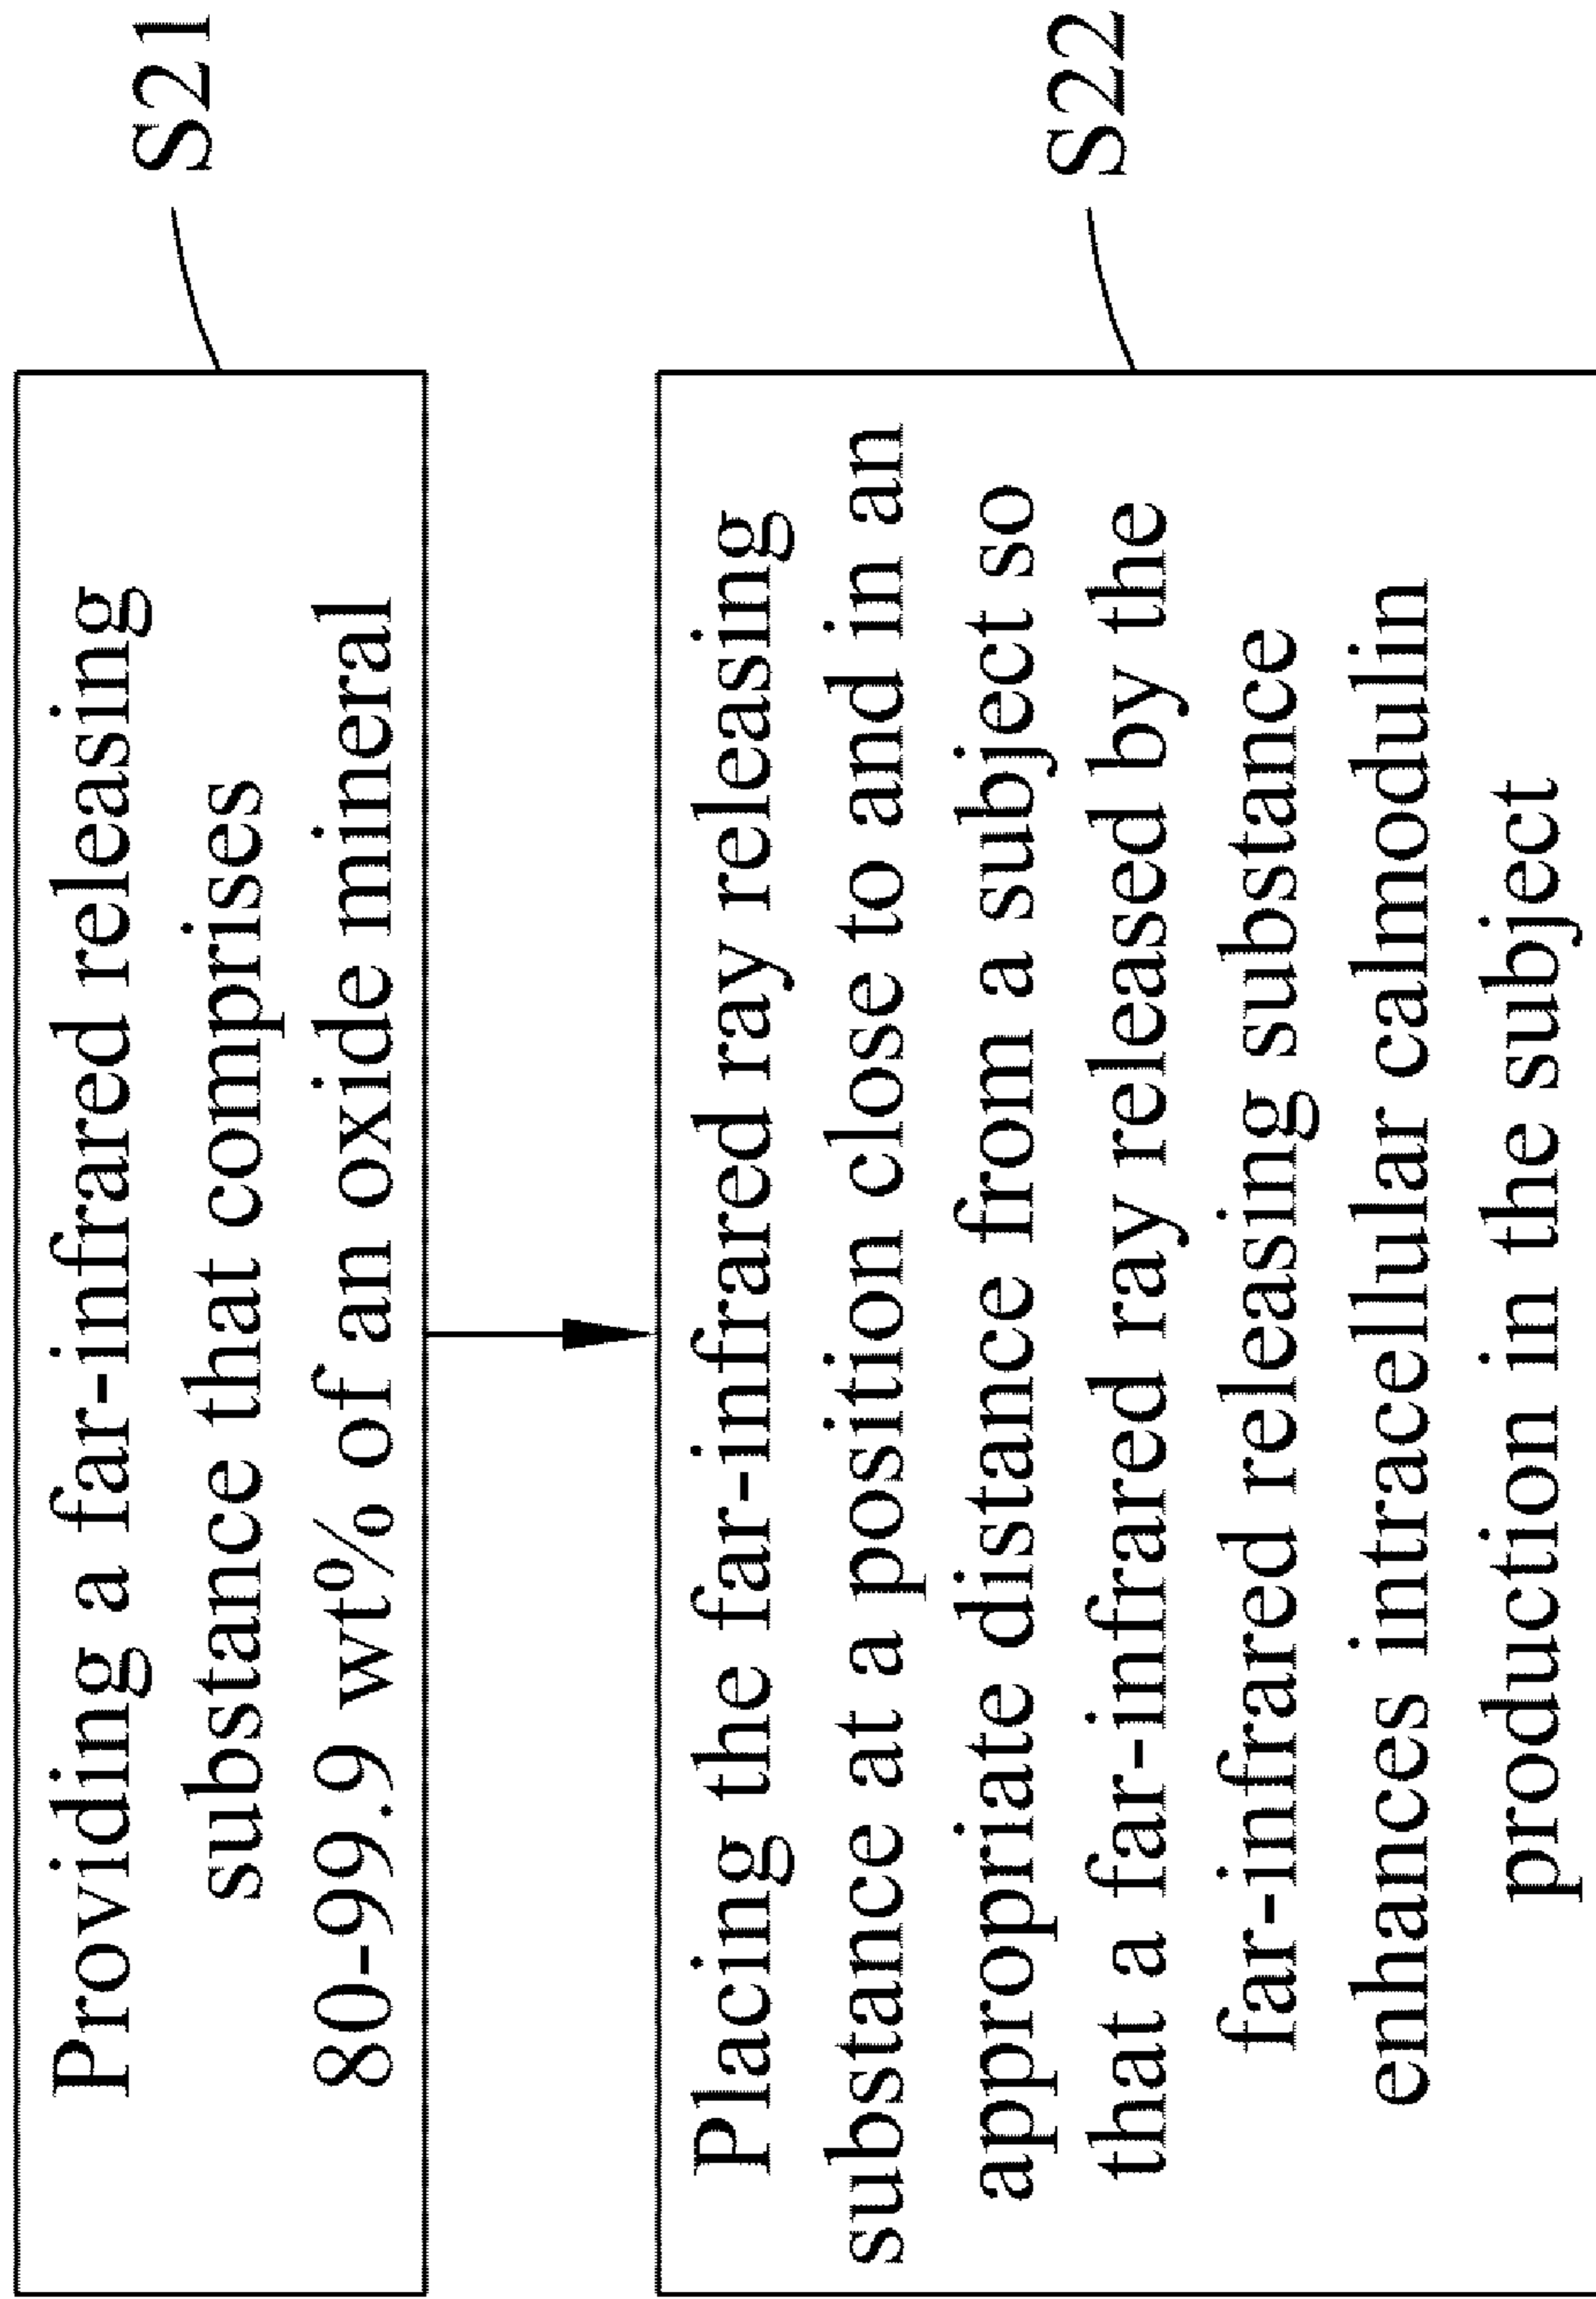 Providing a far-infrared releasing
substance that comprises
80-99.9 wt% of an oxide mineral
S21
Placing the far-infrared ray releasing
substance at a position close to and in an
appropriate distance from a subject so
that a far-infrared ray released by the
far-infrared releasing substance
enhances intracellular calmodulin
production in the subject
S22